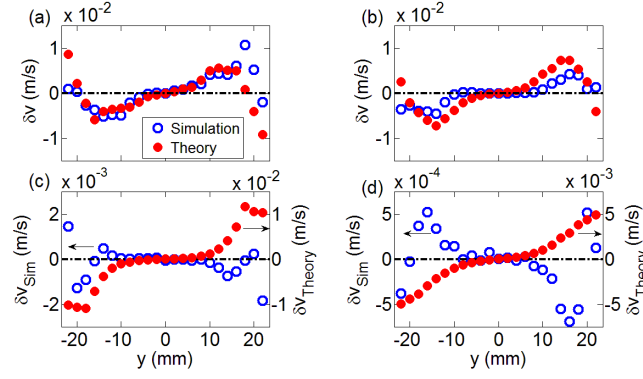 x 10⁻²
x 10⁻²
(a)
(b)
δv (m/s)
δv (m/s)
1
0
-1
1
0
-1
Simulation
Theory
x 10⁻³
x 10⁻²
x 10⁻⁴
x 10⁻³
(c)
(d)
δv_Sim (m/s)
δv_Theory (m/s)
δv_Sim (m/s)
δv_Theory (m/s)
2
0
-2
1
0
-1
5
0
-5
5
0
-5
-20 -10 0 10 20
-20 -10 0 10 20
y (mm)
y (mm)